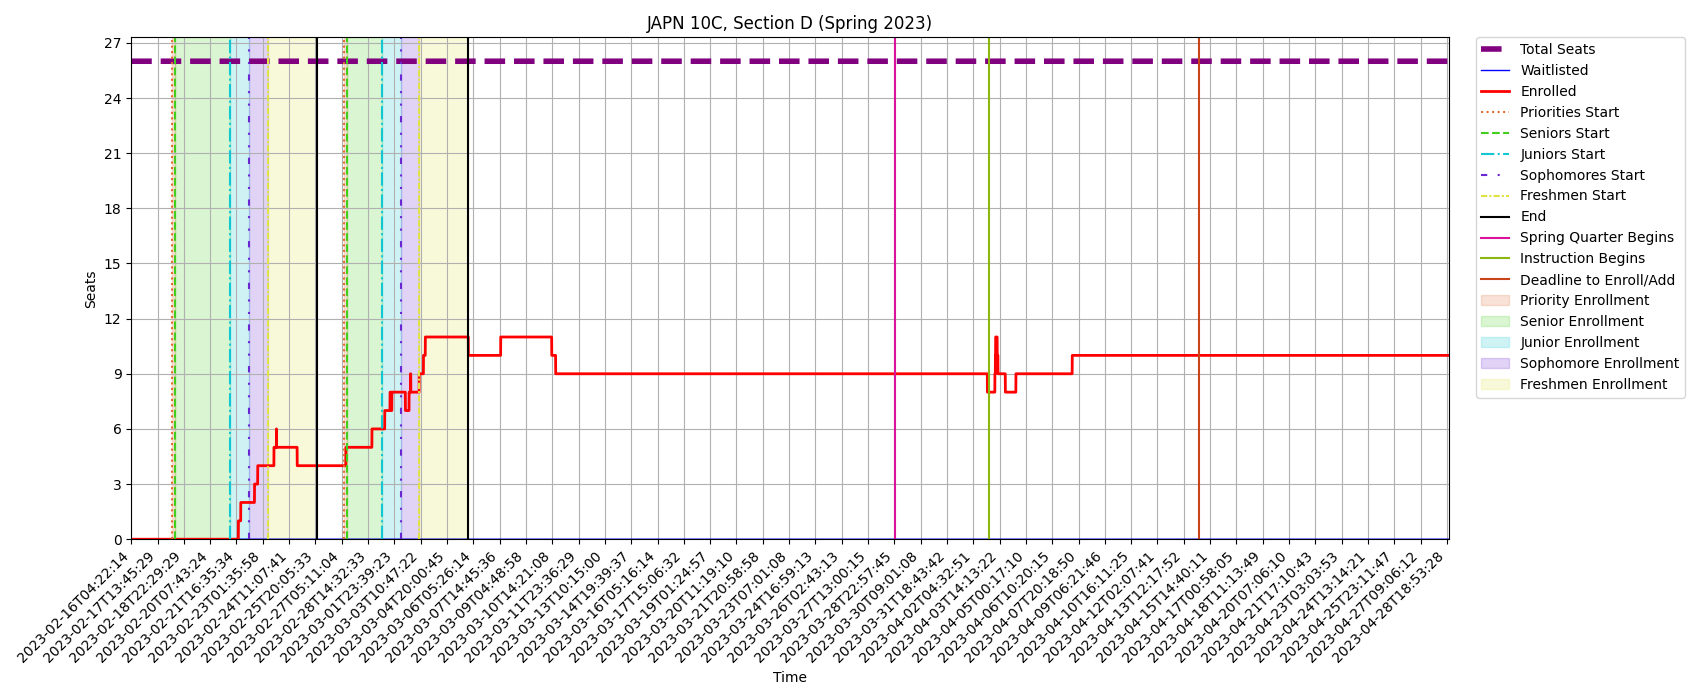 JAPN 10C, Section D (Spring 2023)
27
24
21
18
15
12
9
6
3
0
Seats
2023-02-16T04:22:14
2023-02-17T13:45:29
2023-02-18T22:29:29
2023-02-20T07:43:24
2023-02-21T16:35:34
2023-02-23T01:35:58
2023-02-24T11:07:41
2023-02-25T20:05:33
2023-02-27T05:11:04
2023-02-28T14:32:33
2023-03-01T23:39:23
2023-03-03T10:47:22
2023-03-04T20:00:45
2023-03-06T05:26:14
2023-03-07T14:45:36
2023-03-09T04:48:58
2023-03-10T14:21:08
2023-03-11T23:36:29
2023-03-13T10:15:00
2023-03-14T19:39:37
2023-03-16T05:16:14
2023-03-17T15:06:32
2023-03-19T01:24:57
2023-03-20T11:19:10
2023-03-21T20:58:58
2023-03-23T07:01:08
2023-03-24T16:59:13
2023-03-26T02:43:13
2023-03-27T13:00:15
2023-03-28T22:57:45
2023-03-30T09:01:08
2023-03-31T18:43:42
2023-04-02T04:32:51
2023-04-03T14:13:22
2023-04-05T00:17:10
2023-04-06T10:20:15
2023-04-07T20:18:50
2023-04-09T06:21:46
2023-04-10T16:11:25
2023-04-12T02:07:41
2023-04-13T12:17:52
2023-04-15T14:40:11
2023-04-17T00:58:05
2023-04-18T11:13:49
2023-04-20T07:06:10
2023-04-21T17:10:43
2023-04-23T03:03:53
2023-04-24T13:14:21
2023-04-25T23:11:47
2023-04-27T09:06:12
2023-04-28T18:53:28
Time
Total Seats
Waitlisted
Enrolled
Priorities Start
Seniors Start
Juniors Start
Sophomores Start
Freshmen Start
End
Spring Quarter Begins
Instruction Begins
Deadline to Enroll/Add
Priority Enrollment
Senior Enrollment
Junior Enrollment
Sophomore Enrollment
Freshmen Enrollment